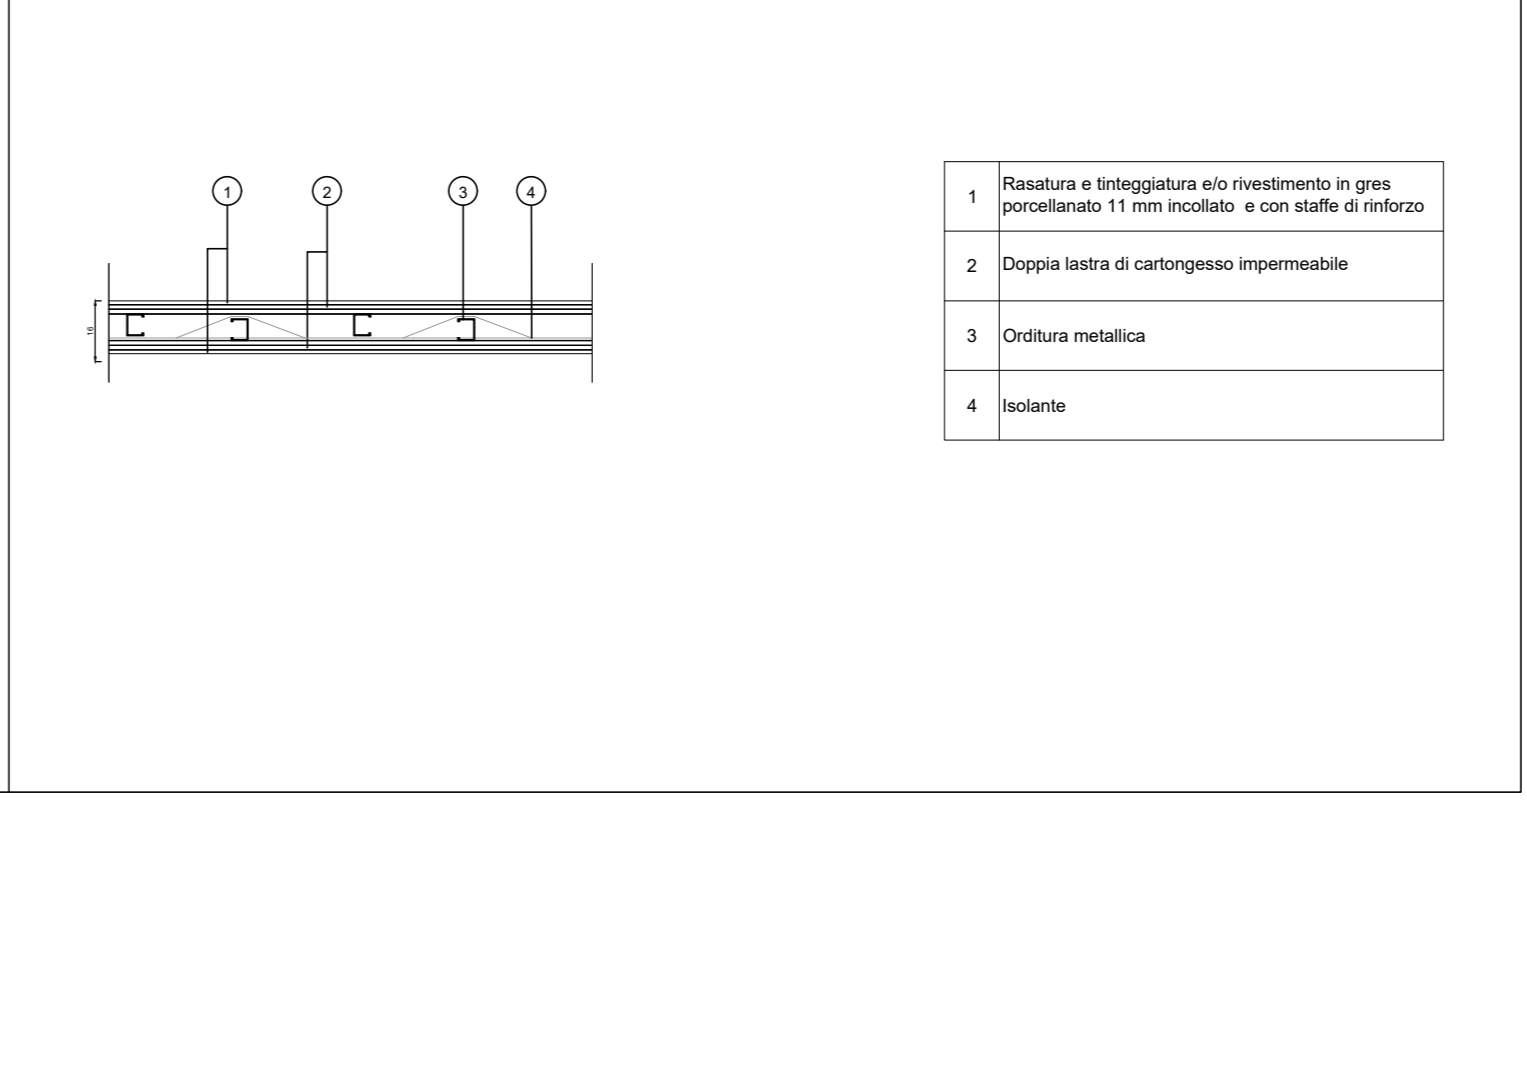 1
2
3
4
16
1 Rasatura e tinteggiatura e/o rivestimento in gres
porcellanato 11 mm incollato  e con staffe di rinforzo
2 Doppia lastra di cartongesso impermeabile
3 Orditura metallica
4 Isolante